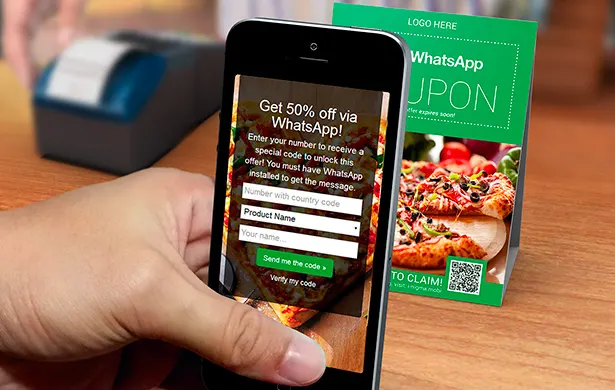 LOGO HERE
WhatsApp
UPON
ffer expires soon!
Get 50% off via
WhatsApp!
Enter your number to receive a
special code to unlock this
offer! You must have WhatsApp
installed to get the message.
Number with country code
Product Name
Your name...
Send me the code »
Verify my code
TO CLAIM!